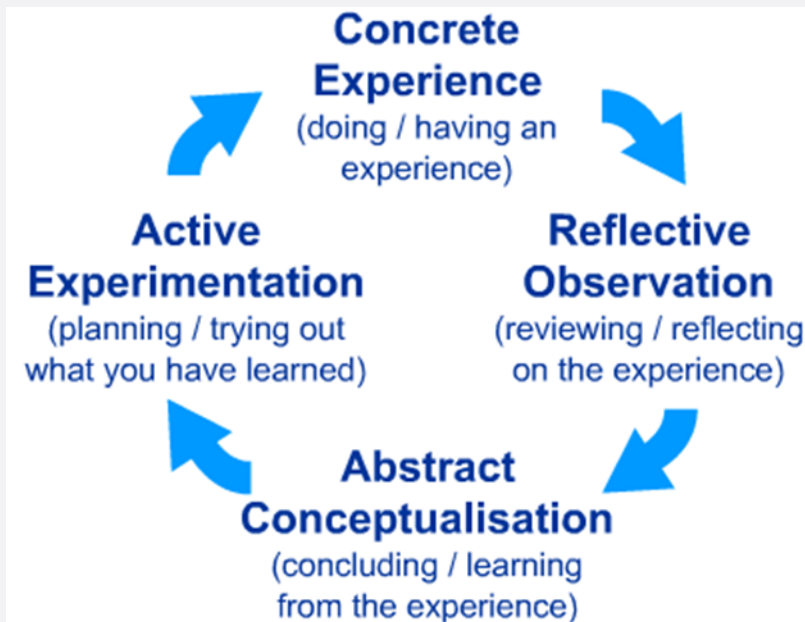 Concrete
Experience
(doing / having an
experience)
Reflective
Observation
(reviewing / reflecting
on the experience)
Abstract
Conceptualisation
(concluding / learning
from the experience)
Active
Experimentation
(planning / trying out
what you have learned)